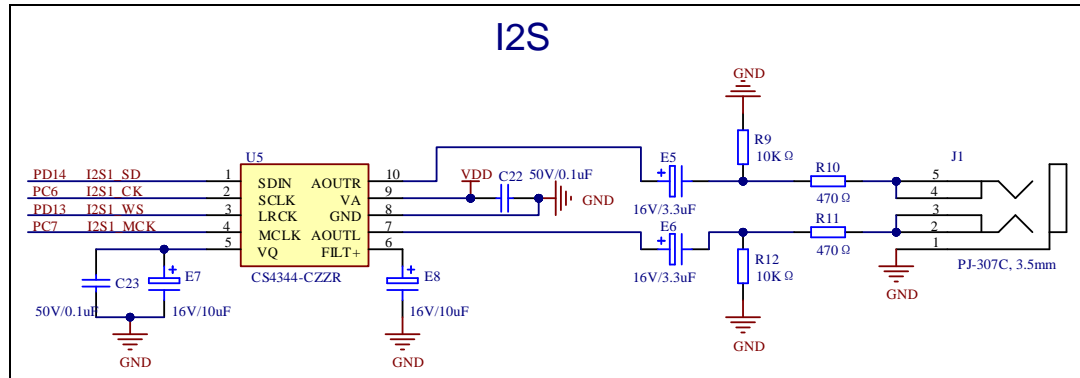 I2S
GND
U5
R9
10K Ω
E5
J1
PD14 I2S1_SD 1 SDIN AOUTR 10
VDD C22 50V/0.1uF
R10
5
PC6 I2S1_CK 2 SCLK VA 9
GND
+
16V/3.3uF
470 Ω
4
PD13 I2S1_WS 3 LRCK GND 8
E6
R11
3
PC7 I2S1_MCK 4 MCLK AOUTL 7
+
470 Ω
2
5 VQ FILT+ 6
16V/3.3uF
R12
10K Ω
1
CS4344-CZZR
PJ-307C, 3.5mm
C23
+ E7
+ E8
GND
50V/0.1uF 16V/10uF
16V/10uF
GND
GND
GND